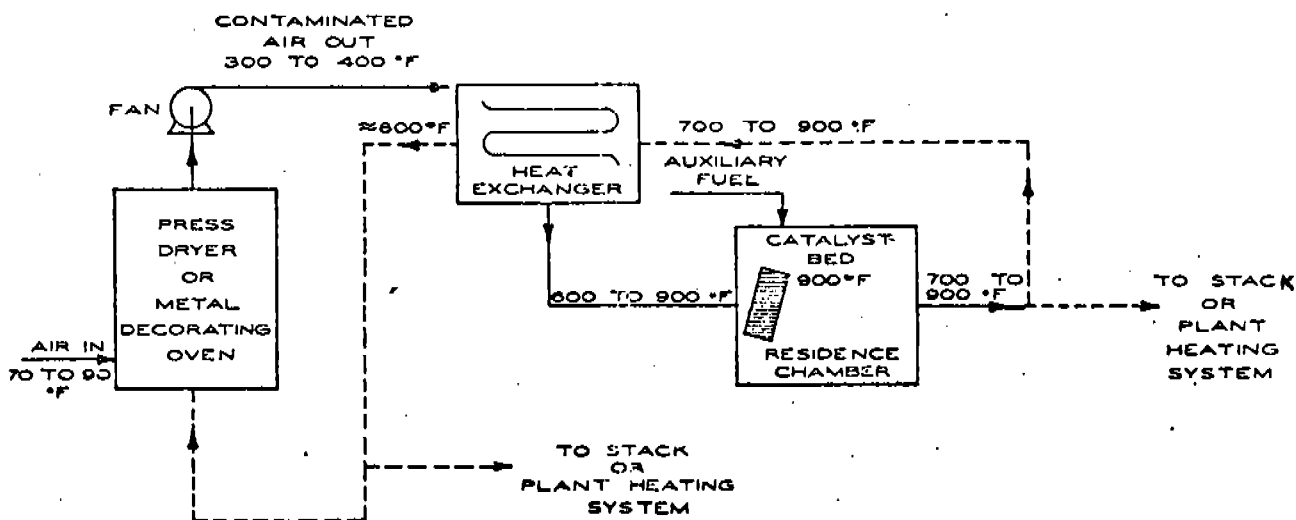 CONTAMINATED
AIR OUT
300 TO 400 °F
FAN
≈600°F
700 TO 900 °F
AUXILIARY
FUEL
HEAT
EXCHANGER
PRESS
DRYER
OR
METAL
DECORATING
OVEN
CATALYST-
BED
900°F
600 TO 900 °F
700 TO
900 °F
TO STACK
OR
PLANT
HEATING
SYSTEM
AIR IN
70 TO 90
°F
RESIDENCE
CHAMBER
TO STACK
OR
PLANT HEATING
SYSTEM